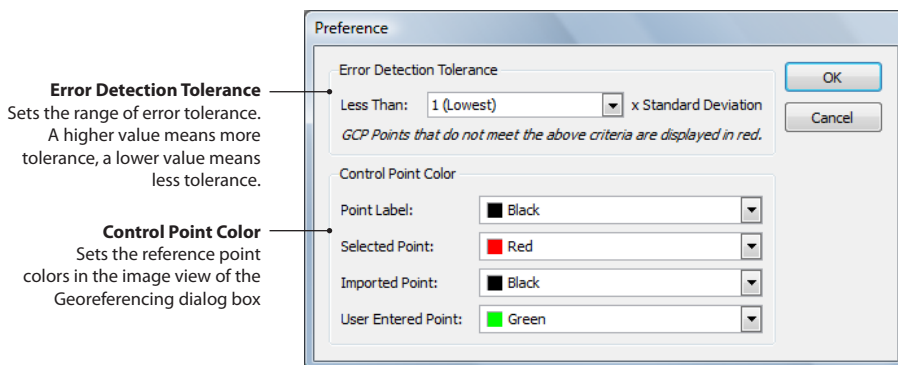 Preference
Error Detection Tolerance
Sets the range of error tolerance.
A higher value means more
tolerance, a lower value means
less tolerance.
Control Point Color
Sets the reference point
colors in the image view of the
Georeferencing dialog box
Error Detection Tolerance
Less Than: 1 (Lowest) x Standard Deviation
GCP Points that do not meet the above criteria are displayed in red.
Control Point Color
Point Label: Black
Selected Point: Red
Imported Point: Black
User Entered Point: Green
OK
Cancel